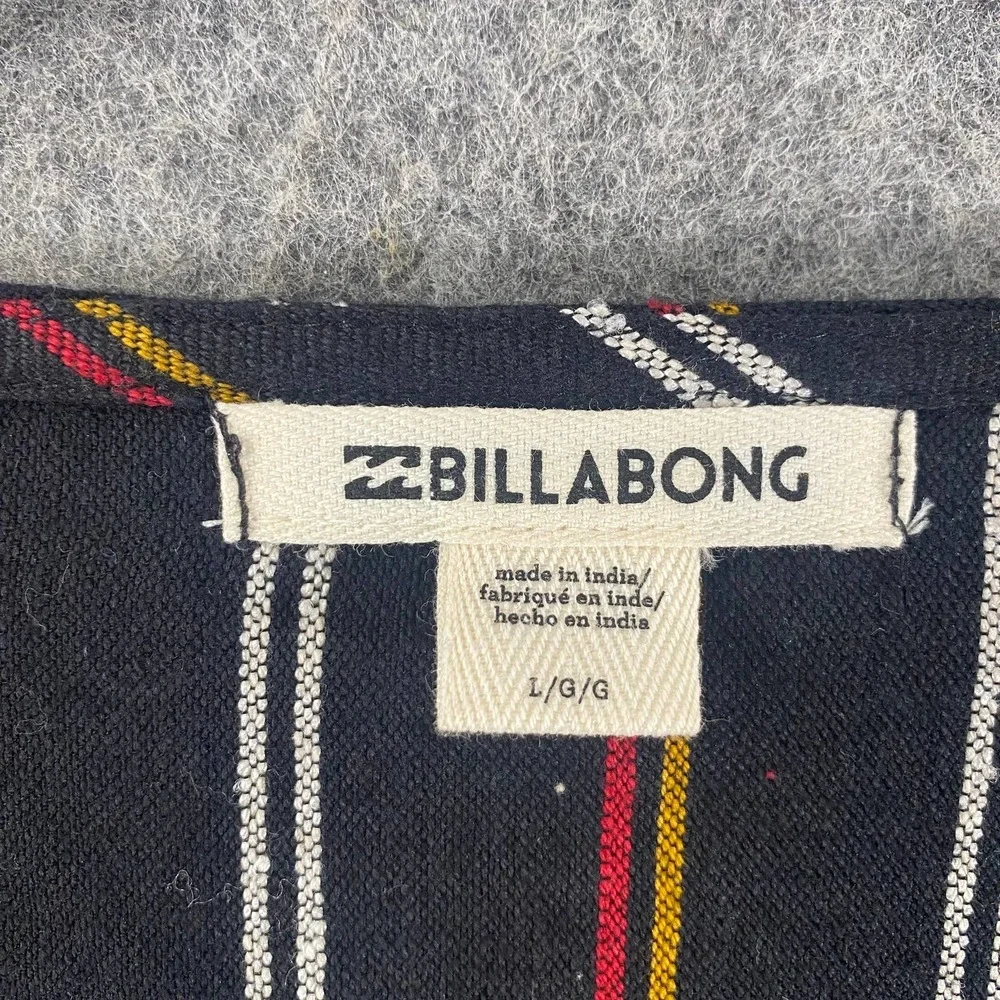 BILLABONG
made in india/
fabriqué en inde/
hecho en india
L/G/G